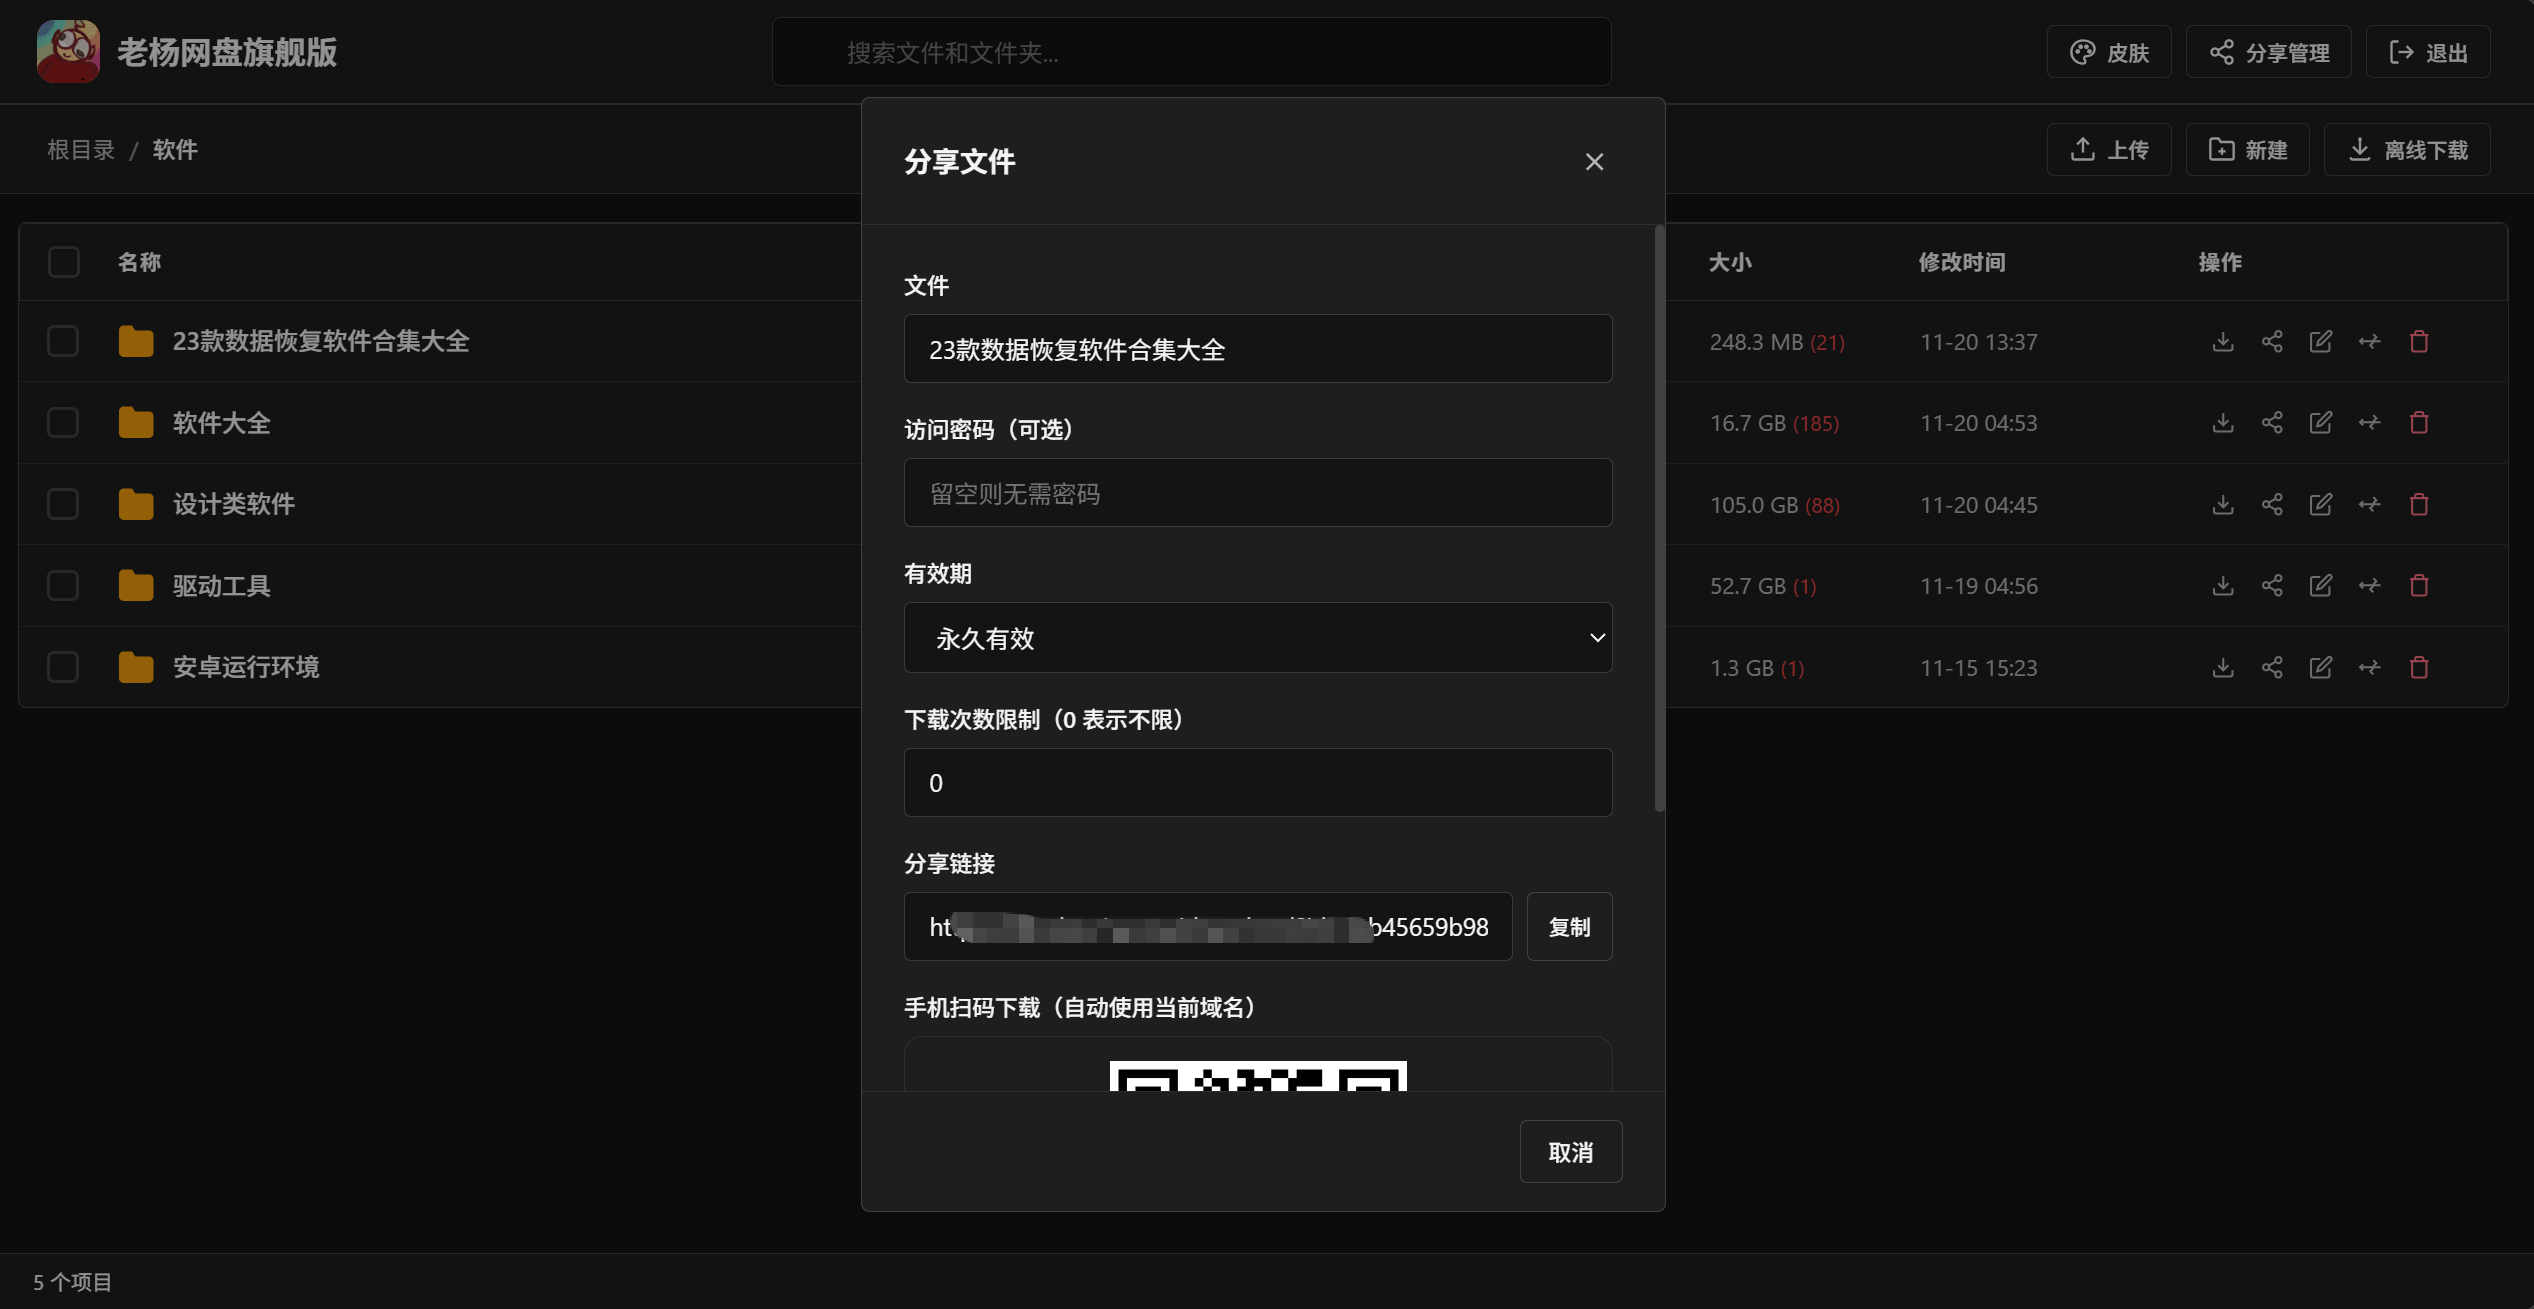 老杨网盘旗舰版
搜索文件和文件夹...
皮肤
分享管理
退出
根目录 / 软件
上传
新建
离线下载
名称
大小
修改时间
操作
23款数据恢复软件合集大全
248.3 MB (21)
11-20 13:37
软件大全
16.7 GB (185)
11-20 04:53
设计类软件
105.0 GB (88)
11-20 04:45
驱动工具
52.7 GB (1)
11-19 04:56
安卓运行环境
1.3 GB (1)
11-15 15:23
分享文件
文件
23款数据恢复软件合集大全
访问密码（可选）
留空则无需密码
有效期
永久有效
下载次数限制（0 表示不限）
0
分享链接
b45659b98
复制
手机扫码下载（自动使用当前域名）
取消
5 个项目